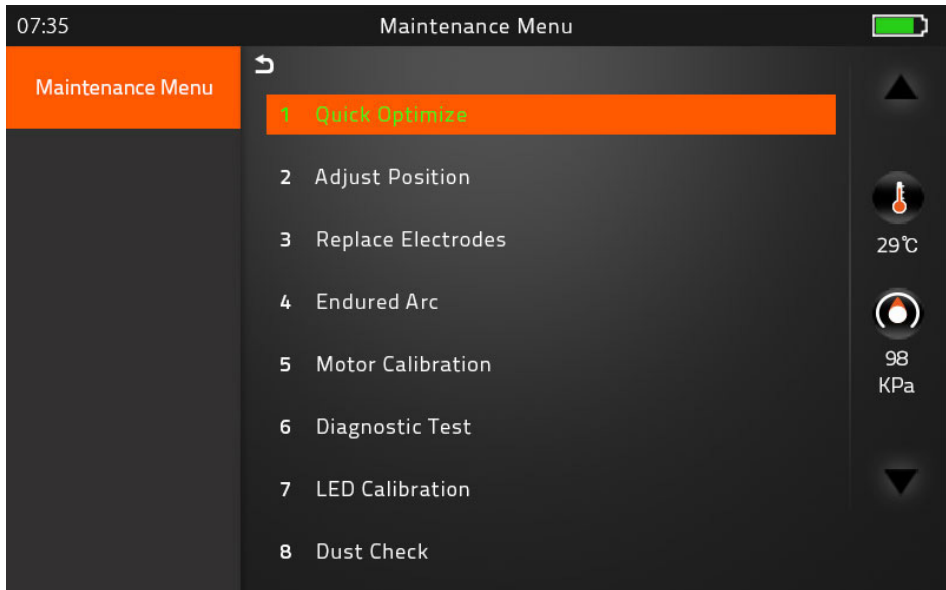 07:35
Maintenance Menu
Maintenance Menu
1 Quick Optimize
2 Adjust Position
3 Replace Electrodes
4 Endured Arc
5 Motor Calibration
6 Diagnostic Test
7 LED Calibration
8 Dust Check
29℃
98
KPa